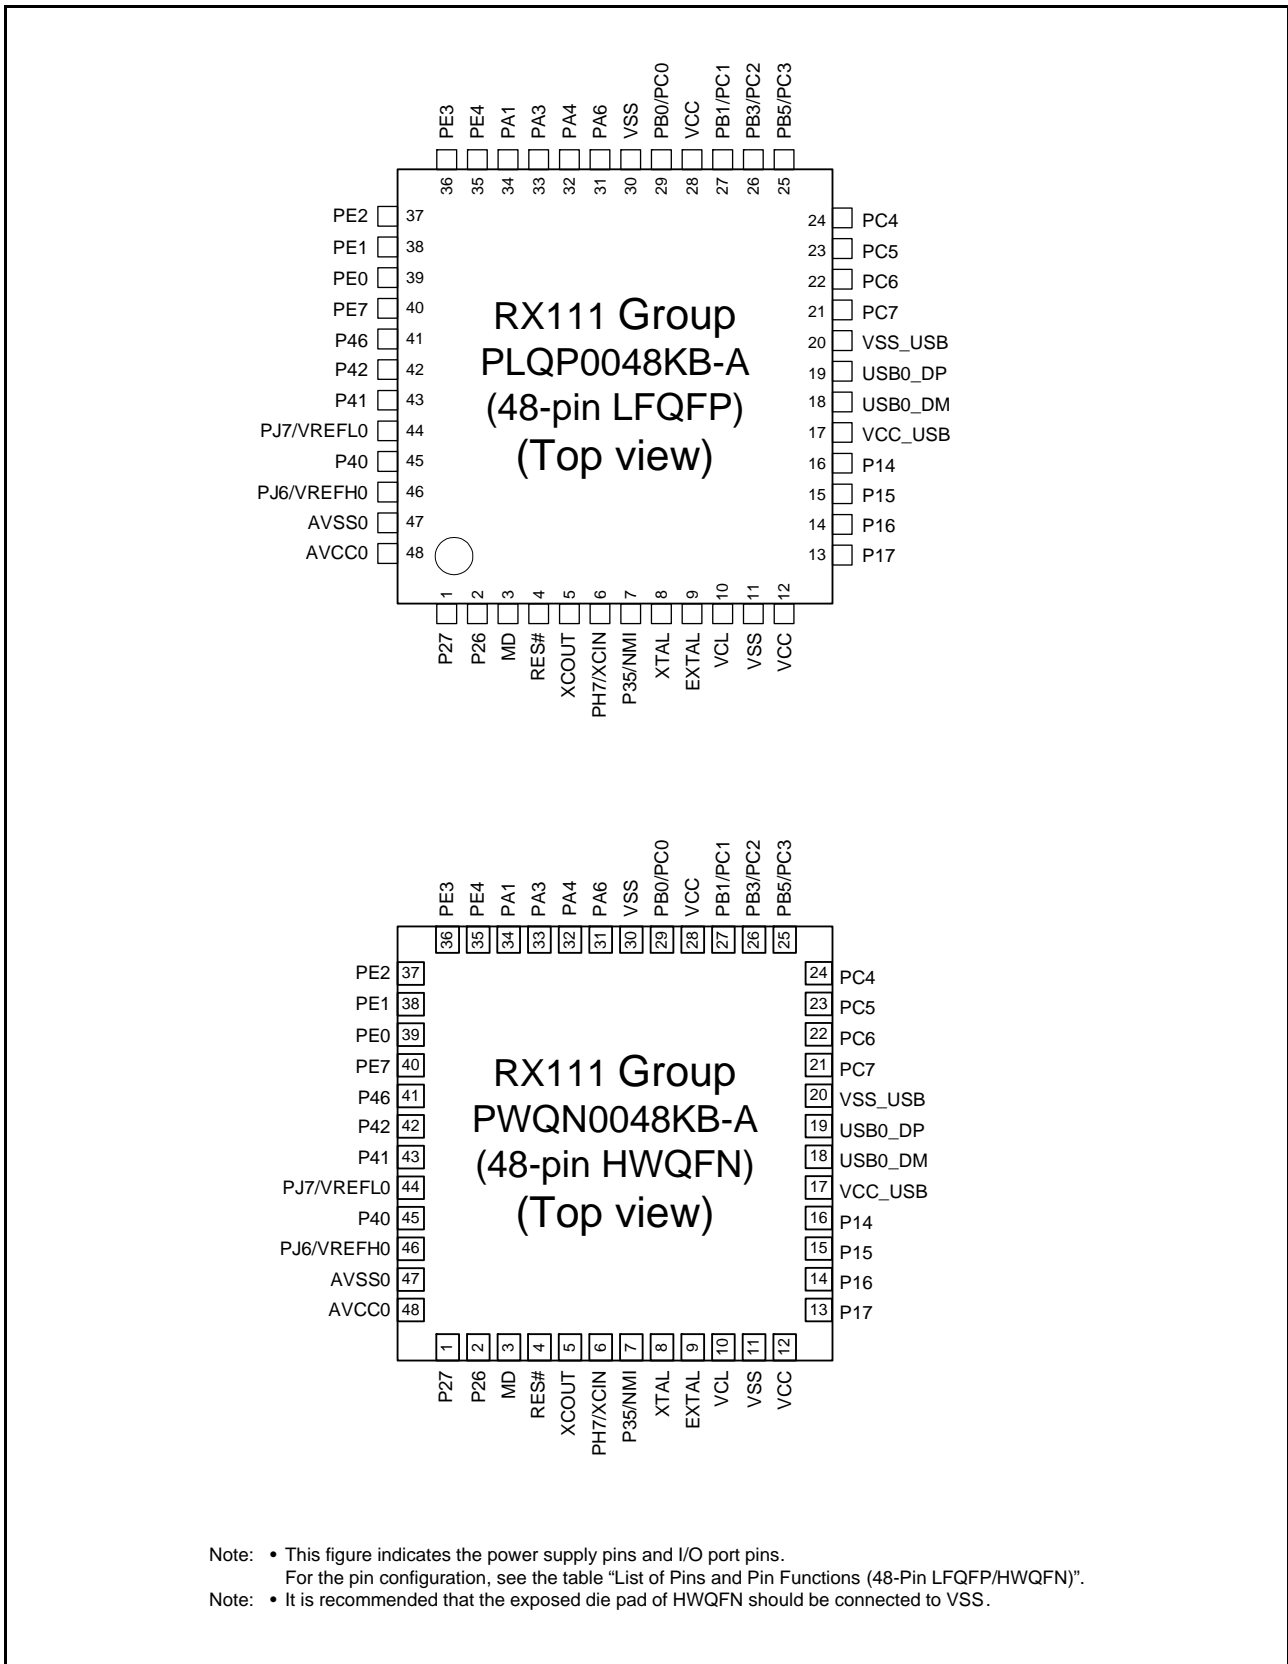 PE3 PE4 PA1 PA3 PA4 PA6 VSS PB0/PC0 VCC PB1/PC1 PB3/PC2 PB5/PC3
36 35 34 33 32 31 30 29 28 27 26 25
PE2 37
PE1 38
PE0 39
PE7 40
P46 41
P42 42
P41 43
PJ7/VREFL0 44
P40 45
PJ6/VREFH0 46
AVSS0 47
AVCC0 48
RX111 Group
PLQP0048KB-A
(48-pin LFQFP)
(Top view)
24 PC4
23 PC5
22 PC6
21 PC7
20 VSS_USB
19 USB0_DP
18 USB0_DM
17 VCC_USB
16 P14
15 P15
14 P16
13 P17
1 2 3 4 5 6 7 8 9 10 11 12
P27 P26 MD RES# XCOUT PH7/XCIN P35/NMI XTAL EXTAL VCL VSS VCC
PE3 PE4 PA1 PA3 PA4 PA6 VSS PB0/PC0 VCC PB1/PC1 PB3/PC2 PB5/PC3
36 35 34 33 32 31 30 29 28 27 26 25
PE2 37
PE1 38
PE0 39
PE7 40
P46 41
P42 42
P41 43
PJ7/VREFL0 44
P40 45
PJ6/VREFH0 46
AVSS0 47
AVCC0 48
RX111 Group
PWQN0048KB-A
(48-pin HWQFN)
(Top view)
24 PC4
23 PC5
22 PC6
21 PC7
20 VSS_USB
19 USB0_DP
18 USB0_DM
17 VCC_USB
16 P14
15 P15
14 P16
13 P17
1 2 3 4 5 6 7 8 9 10 11 12
P27 P26 MD RES# XCOUT PH7/XCIN P35/NMI XTAL EXTAL VCL VSS VCC
Note: • This figure indicates the power supply pins and I/O port pins.
For the pin configuration, see the table “List of Pins and Pin Functions (48-Pin LFQFP/HWQFN)”.
Note: • It is recommended that the exposed die pad of HWQFN should be connected to VSS.